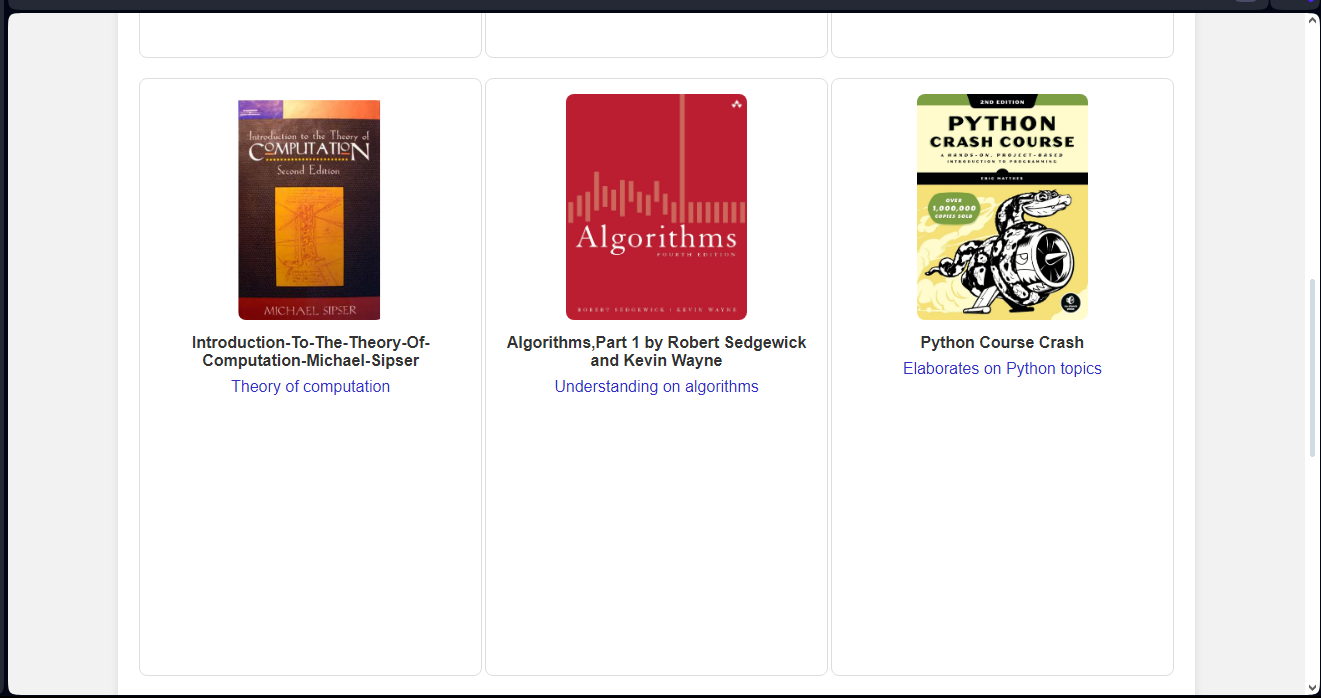 Introduction to the Theory of
COMPUTATION
Second Edition
MICHAEL SIPSER
Introduction-To-The-Theory-Of-
Computation-Michael-Sipser
Theory of computation
Algorithms
FOURTH EDITION
ROBERT SEDGEWICK | KEVIN WAYNE
Algorithms,Part 1 by Robert Sedgewick
and Kevin Wayne
Understanding on algorithms
2ND EDITION
PYTHON
CRASH COURSE
A HANDS-ON, PROJECT-BASED
INTRODUCTION TO PROGRAMMING
ERIC MATTHES
OVER
1,000,000
COPIES SOLD
Python Course Crash
Elaborates on Python topics